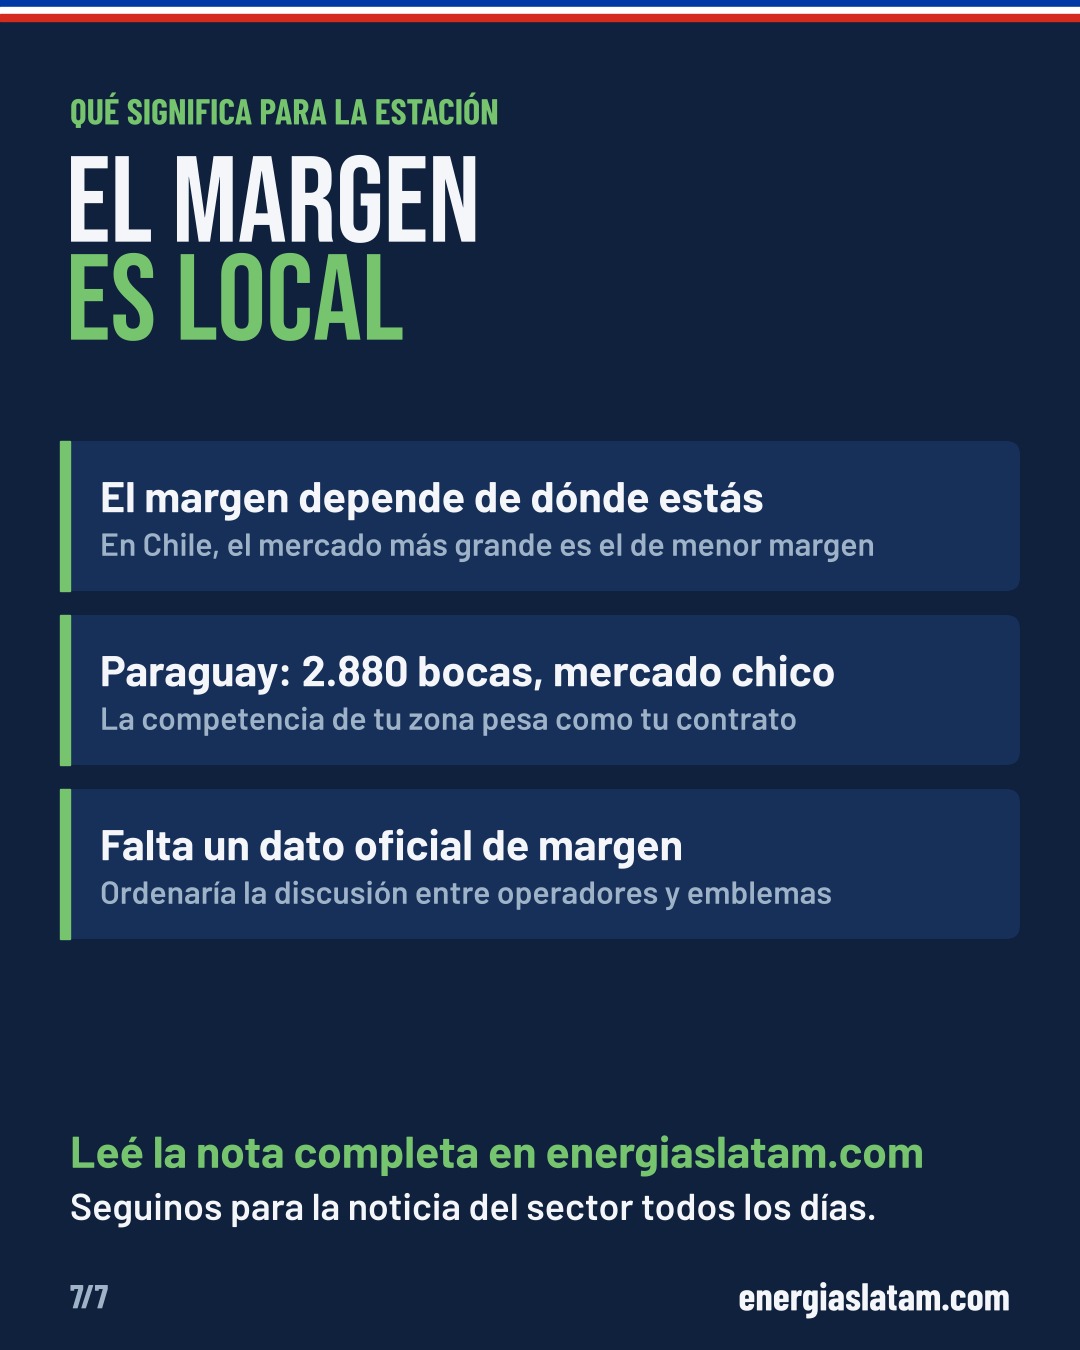 QUÉ SIGNIFICA PARA LA ESTACIÓN
EL MARGEN
ES LOCAL
El margen depende de dónde estás
En Chile, el mercado más grande es el de menor margen
Paraguay: 2.880 bocas, mercado chico
La competencia de tu zona pesa como tu contrato
Falta un dato oficial de margen
Ordenaría la discusión entre operadores y emblemas
Leé la nota completa en energiaslatam.com
Seguinos para la noticia del sector todos los días.
7/7
energiaslatam.com